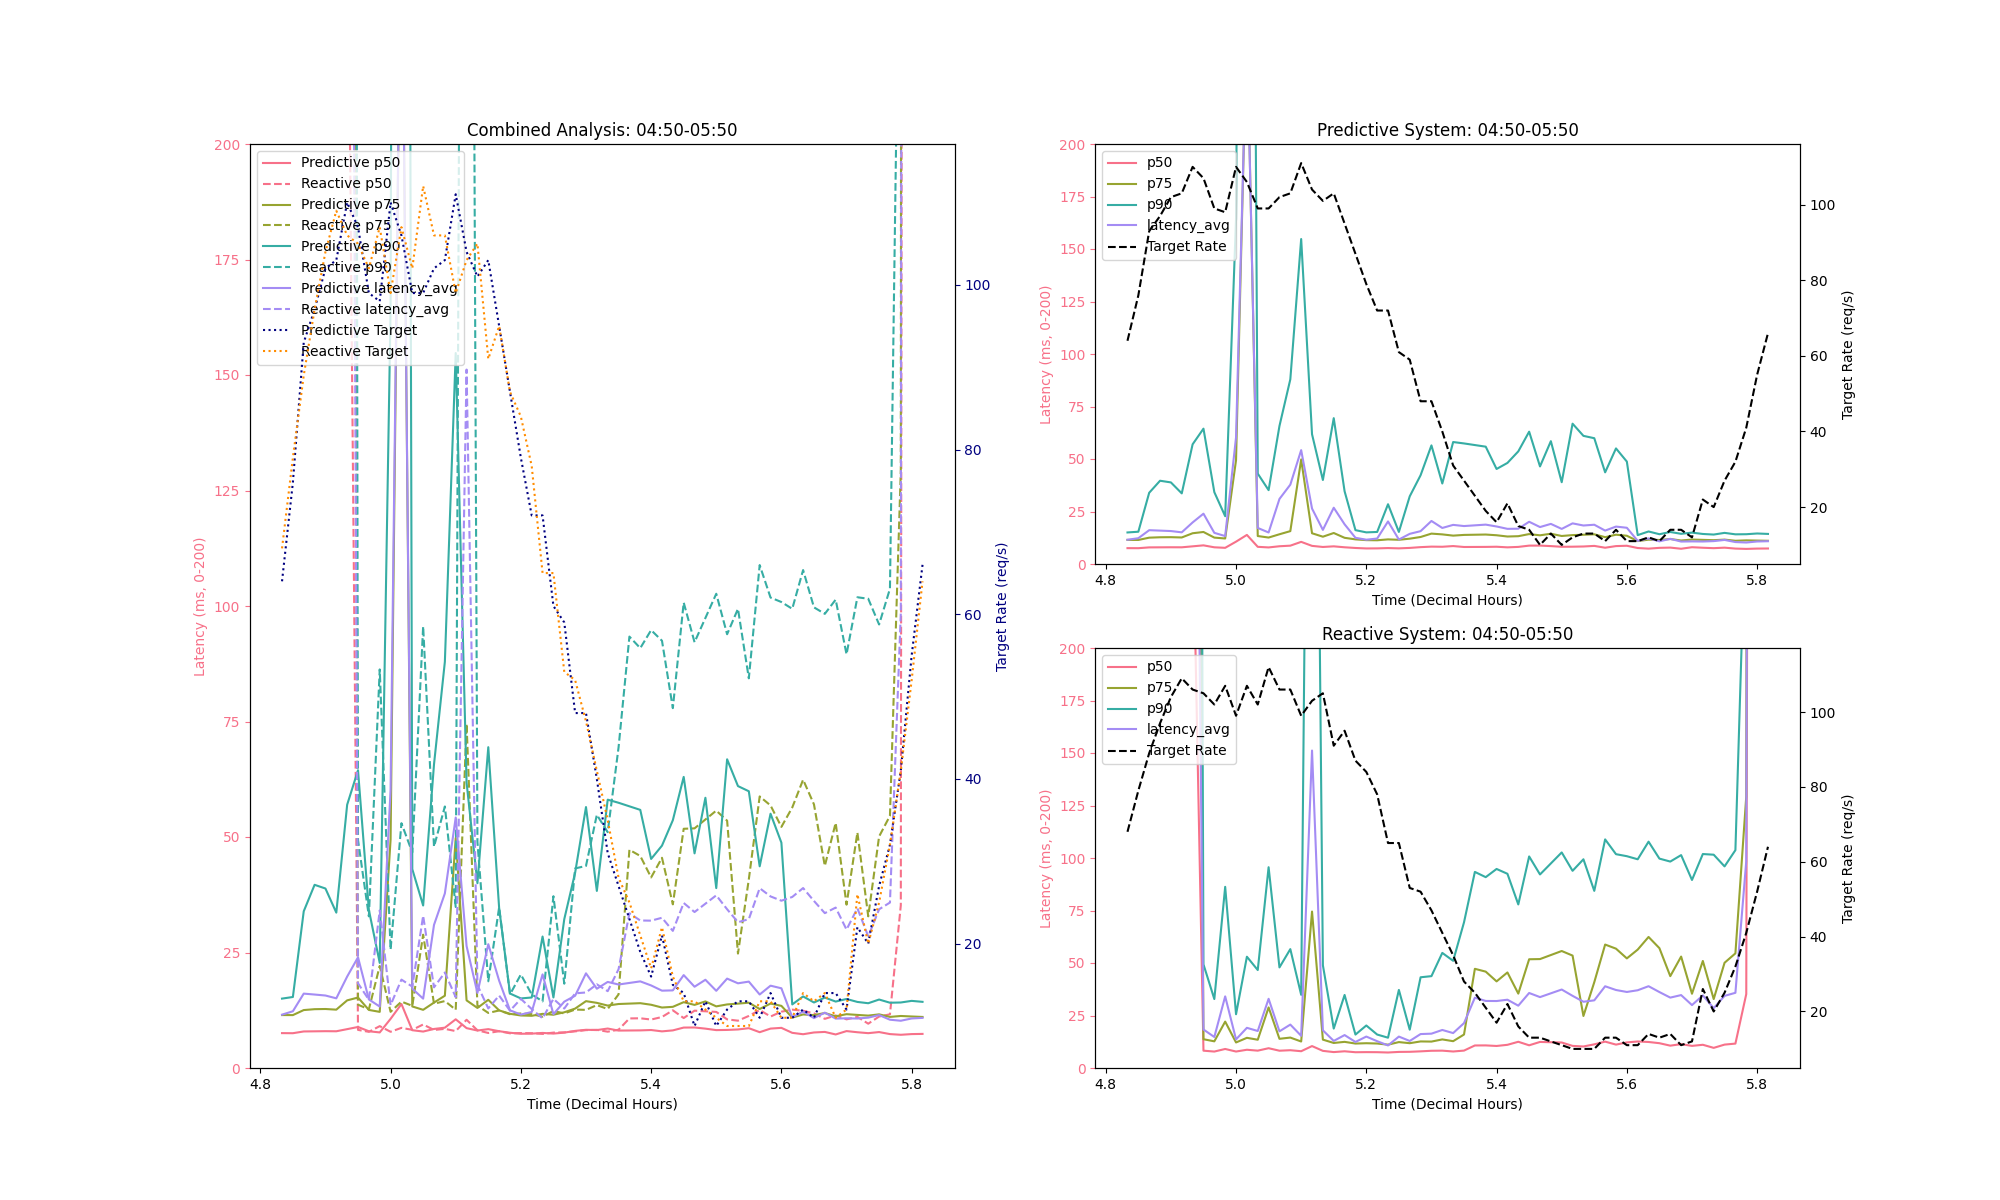 Combined Analysis: 04:50-05:50
Latency (ms, 0-200)
200
175
150
125
100
75
50
25
0
Predictive p50
Reactive p50
Predictive p75
Reactive p75
Predictive p90
Reactive p90
Predictive latency_avg
Reactive latency_avg
Predictive Target
Reactive Target
100
80
60
40
20
Target Rate (req/s)
4.8 5.0 5.2 5.4 5.6 5.8
Time (Decimal Hours)
Predictive System: 04:50-05:50
Latency (ms, 0-200)
200
175
150
125
100
75
50
25
0
p50
p75
p90
latency_avg
Target Rate
100
80
60
40
20
Target Rate (req/s)
4.8 5.0 5.2 5.4 5.6 5.8
Time (Decimal Hours)
Reactive System: 04:50-05:50
Latency (ms, 0-200)
200
175
150
125
100
75
50
25
0
p50
p75
p90
latency_avg
Target Rate
100
80
60
40
20
Target Rate (req/s)
4.8 5.0 5.2 5.4 5.6 5.8
Time (Decimal Hours)